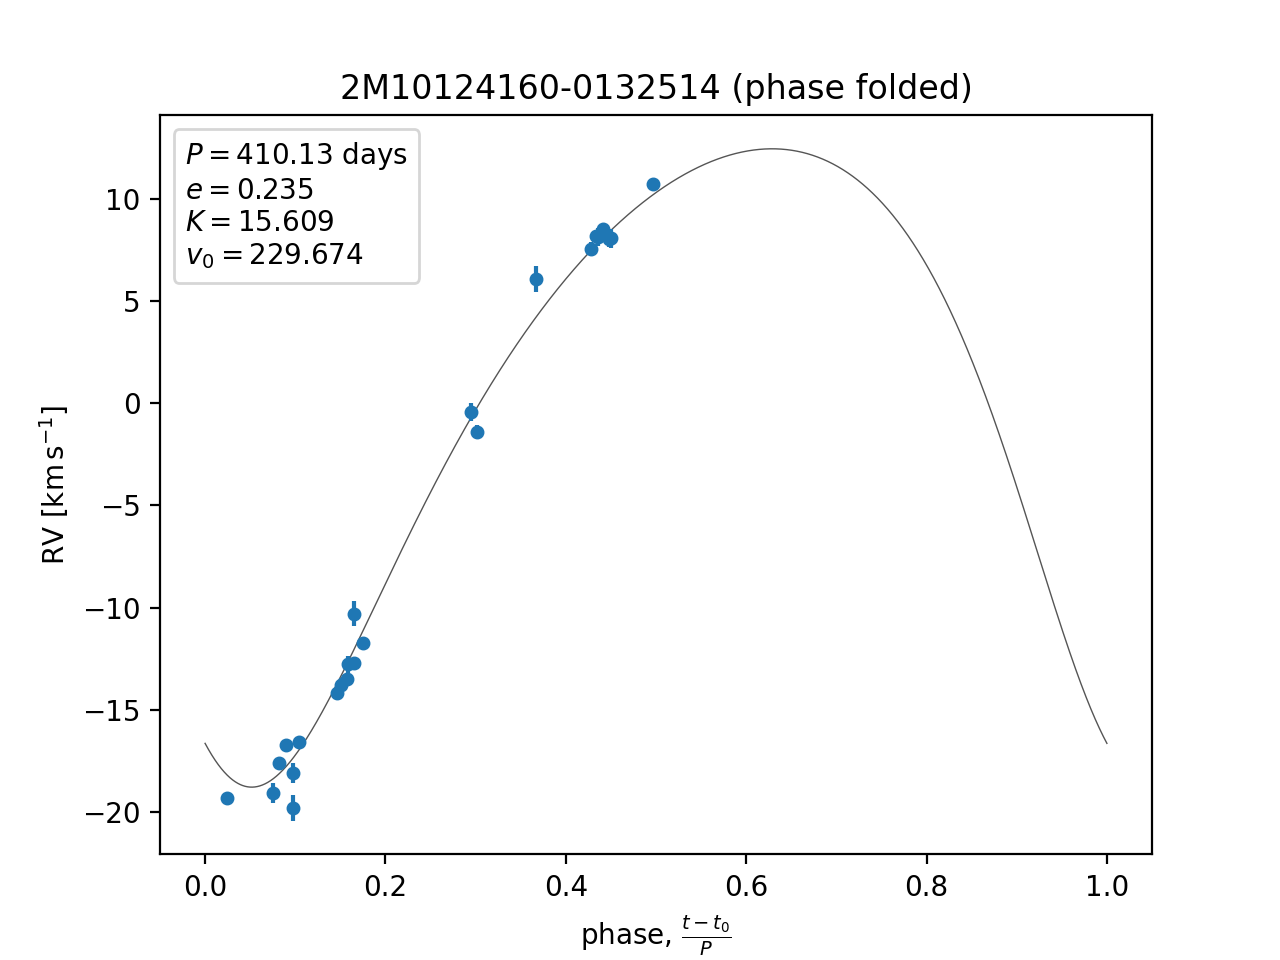 2M10124160-0132514 (phase folded)
P = 410.13 days
e = 0.235
K = 15.609
v₀ = 229.674
10
5
0
−5
−10
−15
−20
RV [km s⁻¹]
0.0 0.2 0.4 0.6 0.8 1.0
phase, (t − t₀)/P